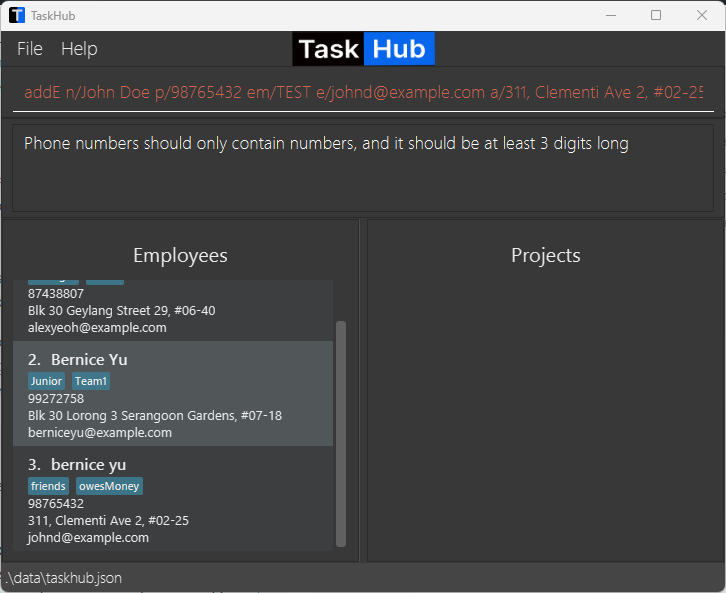 TaskHub
File Help
Task Hub
addE n/John Doe p/98765432 em/TEST e/johnd@example.com a/311, Clementi Ave 2, #02-25
Phone numbers should only contain numbers, and it should be at least 3 digits long
Employees
87438807
Blk 30 Geylang Street 29, #06-40
alexyeoh@example.com
2. Bernice Yu
Junior Team1
99272758
Blk 30 Lorong 3 Serangoon Gardens, #07-18
berniceyu@example.com
3. bernice yu
friends owesMoney
98765432
311, Clementi Ave 2, #02-25
johnd@example.com
Projects
.\data\taskhub.json